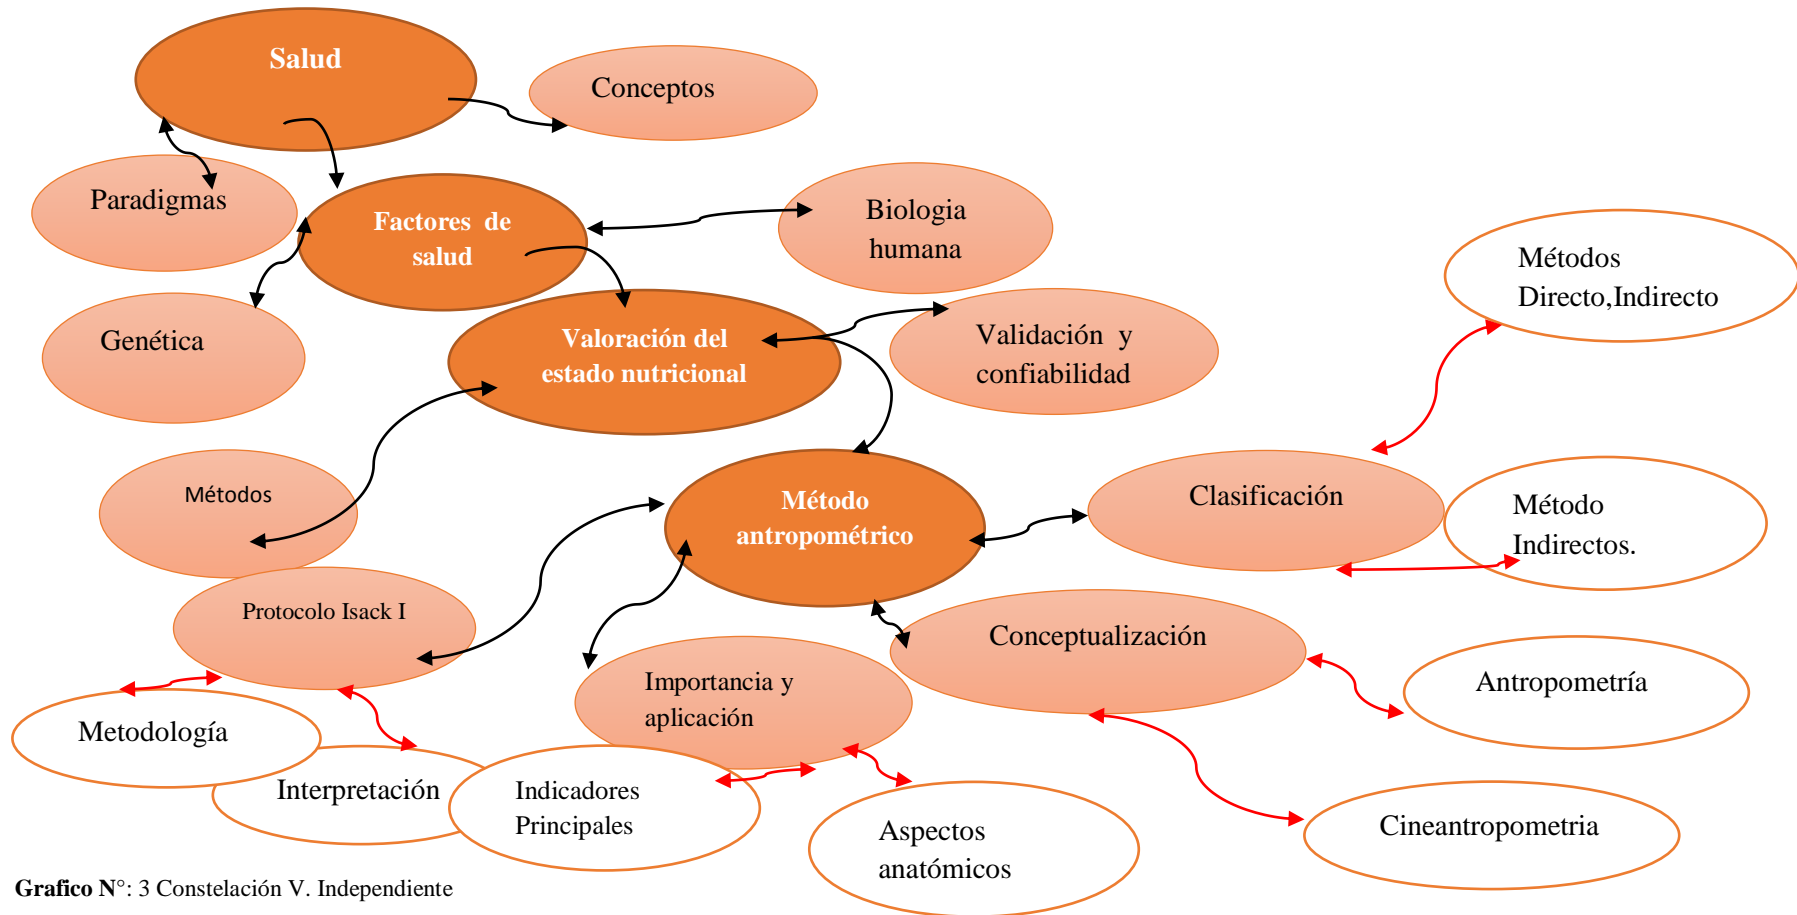 Salud
Conceptos
Paradigmas
Factores de
salud
Biologia
humana
Genética
Valoración del
estado nutricional
Validación y
confiabilidad
Métodos
Directo,Indirecto
Métodos
Método
antropométrico
Clasificación
Método
Indirectos.
Protocolo Isack I
Conceptualización
Importancia y
aplicación
Antropometría
Metodología
Interpretación
Indicadores
Principales
Aspectos
anatómicos
Cineantropometria
Grafico N°: 3 Constelación V. Independiente